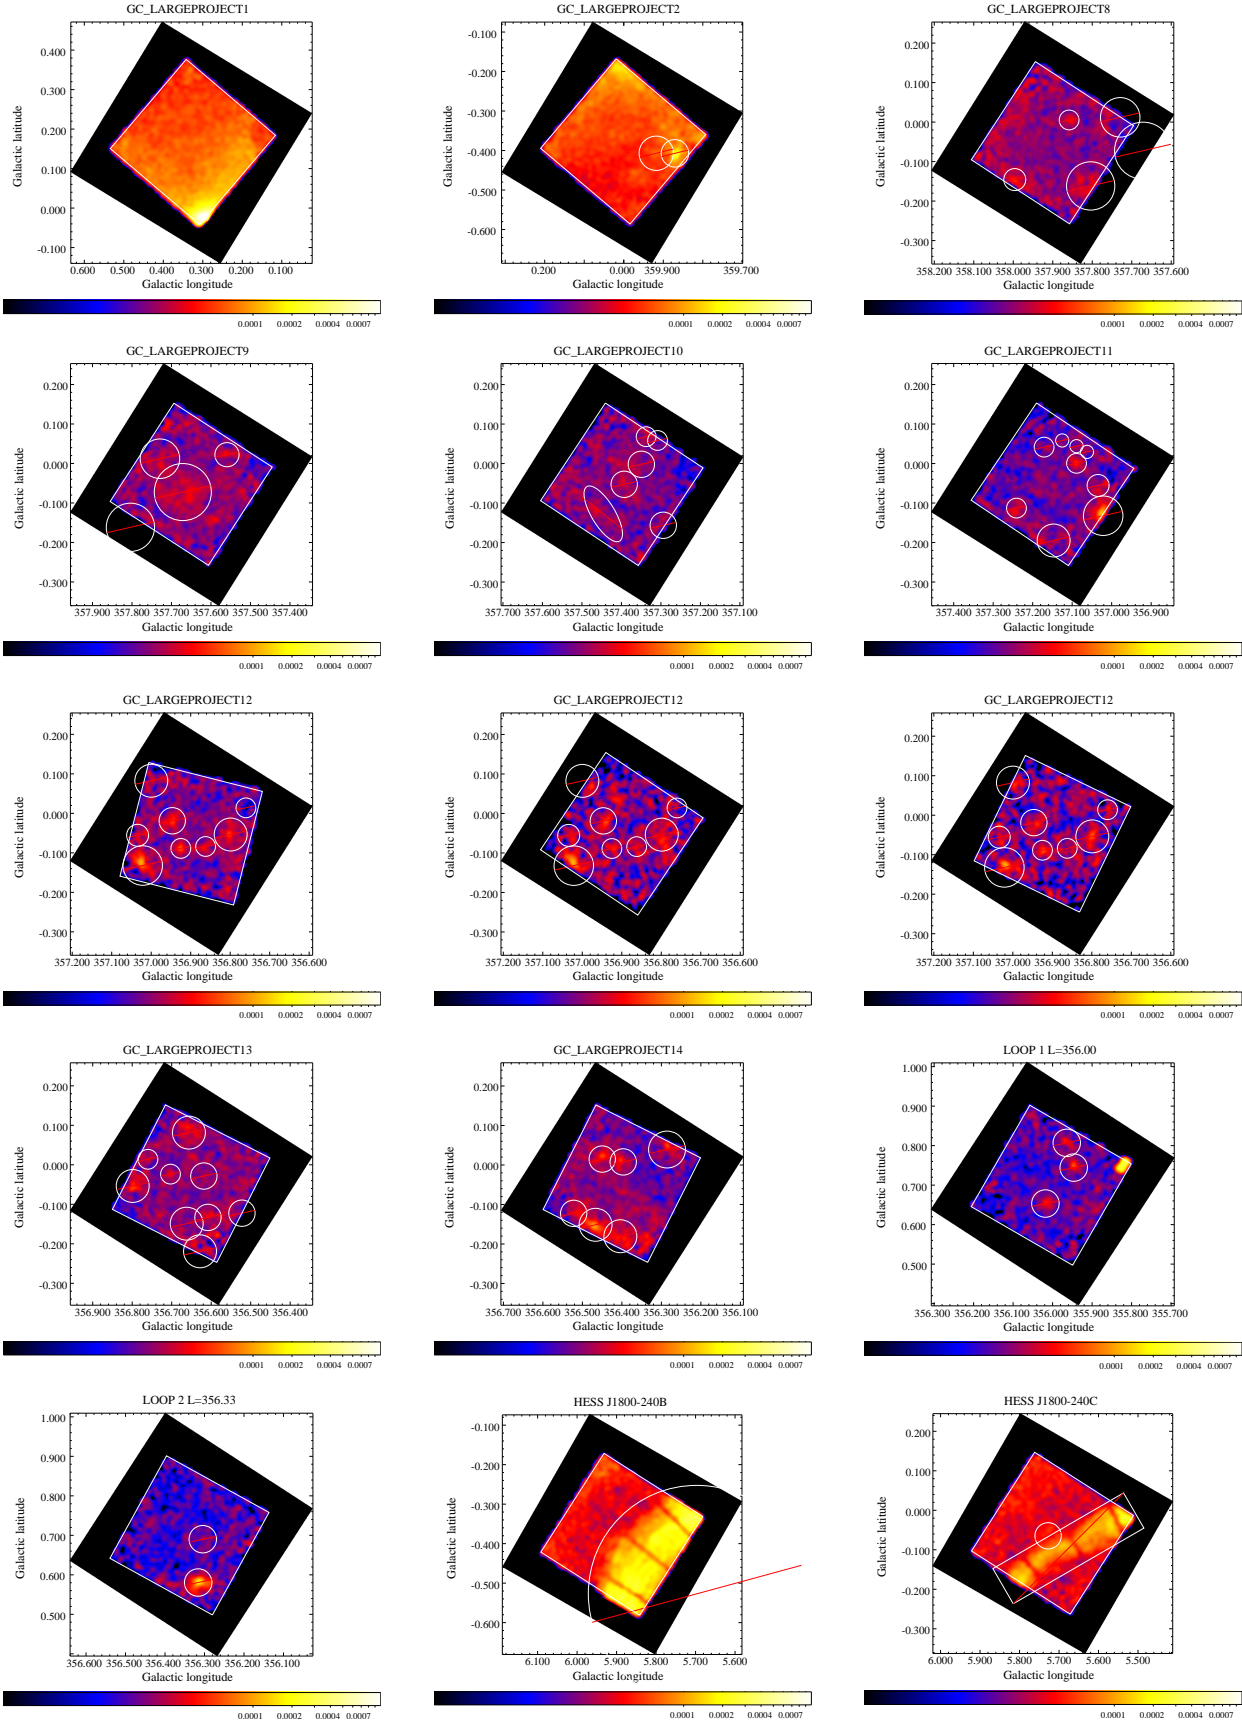 GC_LARGEPROJECT1
0.400
0.300
0.200
0.100
0.000
-0.100
Galactic latitude
0.600 0.500 0.400 0.300 0.200 0.100
Galactic longitude
0.0001 0.0002 0.0004 0.0007
GC_LARGEPROJECT2
-0.100
-0.200
-0.300
-0.400
-0.500
-0.600
Galactic latitude
0.200 0.000 359.900 359.700
Galactic longitude
0.0001 0.0002 0.0004 0.0007
GC_LARGEPROJECT8
0.200
0.100
0.000
-0.100
-0.200
-0.300
Galactic latitude
358.200 358.100 358.000 357.900 357.800 357.700 357.600
Galactic longitude
0.0001 0.0002 0.0004 0.0007
GC_LARGEPROJECT9
0.200
0.100
0.000
-0.100
-0.200
-0.300
Galactic latitude
357.900 357.800 357.700 357.600 357.500 357.400
Galactic longitude
0.0001 0.0002 0.0004 0.0007
GC_LARGEPROJECT10
0.200
0.100
0.000
-0.100
-0.200
-0.300
Galactic latitude
357.700 357.600 357.500 357.400 357.300 357.200 357.100
Galactic longitude
0.0001 0.0002 0.0004 0.0007
GC_LARGEPROJECT11
0.200
0.100
0.000
-0.100
-0.200
-0.300
Galactic latitude
357.400 357.300 357.200 357.100 357.000 356.900
Galactic longitude
0.0001 0.0002 0.0004 0.0007
GC_LARGEPROJECT12
0.200
0.100
0.000
-0.100
-0.200
-0.300
Galactic latitude
357.200 357.100 357.000 356.900 356.800 356.700 356.600
Galactic longitude
0.0001 0.0002 0.0004 0.0007
GC_LARGEPROJECT12
0.200
0.100
0.000
-0.100
-0.200
-0.300
Galactic latitude
357.200 357.100 357.000 356.900 356.800 356.700 356.600
Galactic longitude
0.0001 0.0002 0.0004 0.0007
GC_LARGEPROJECT12
0.200
0.100
0.000
-0.100
-0.200
-0.300
Galactic latitude
357.200 357.100 357.000 356.900 356.800 356.700 356.600
Galactic longitude
0.0001 0.0002 0.0004 0.0007
GC_LARGEPROJECT13
0.200
0.100
0.000
-0.100
-0.200
-0.300
Galactic latitude
356.900 356.800 356.700 356.600 356.500 356.400
Galactic longitude
0.0001 0.0002 0.0004 0.0007
GC_LARGEPROJECT14
0.200
0.100
0.000
-0.100
-0.200
-0.300
Galactic latitude
356.700 356.600 356.500 356.400 356.300 356.200 356.100
Galactic longitude
0.0001 0.0002 0.0004 0.0007
LOOP 1 L=356.00
1.000
0.900
0.800
0.700
0.600
0.500
Galactic latitude
356.300 356.200 356.100 356.000 355.900 355.800 355.700
Galactic longitude
0.0001 0.0002 0.0004 0.0007
LOOP 2 L=356.33
1.000
0.900
0.800
0.700
0.600
0.500
Galactic latitude
356.600 356.500 356.400 356.300 356.200 356.100
Galactic longitude
0.0001 0.0002 0.0004 0.0007
HESS J1800-240B
-0.100
-0.200
-0.300
-0.400
-0.500
-0.600
Galactic latitude
6.100 6.000 5.900 5.800 5.700 5.600
Galactic longitude
0.0001 0.0002 0.0004 0.0007
HESS J1800-240C
0.200
0.100
0.000
-0.100
-0.200
-0.300
Galactic latitude
6.000 5.900 5.800 5.700 5.600 5.500
Galactic longitude
0.0001 0.0002 0.0004 0.0007